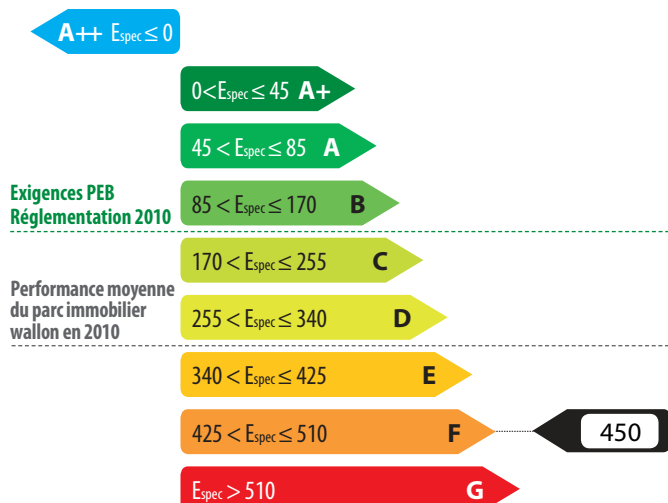 A++ Espec ≤ 0
0 < Espec ≤ 45 A+
45 < Espec ≤ 85 A
Exigences PEB
Réglementation 2010
85 < Espec ≤ 170 B
170 < Espec ≤ 255 C
Performance moyenne
du parc immobilier
wallon en 2010
255 < Espec ≤ 340 D
340 < Espec ≤ 425 E
425 < Espec ≤ 510 F
450
Espec > 510 G